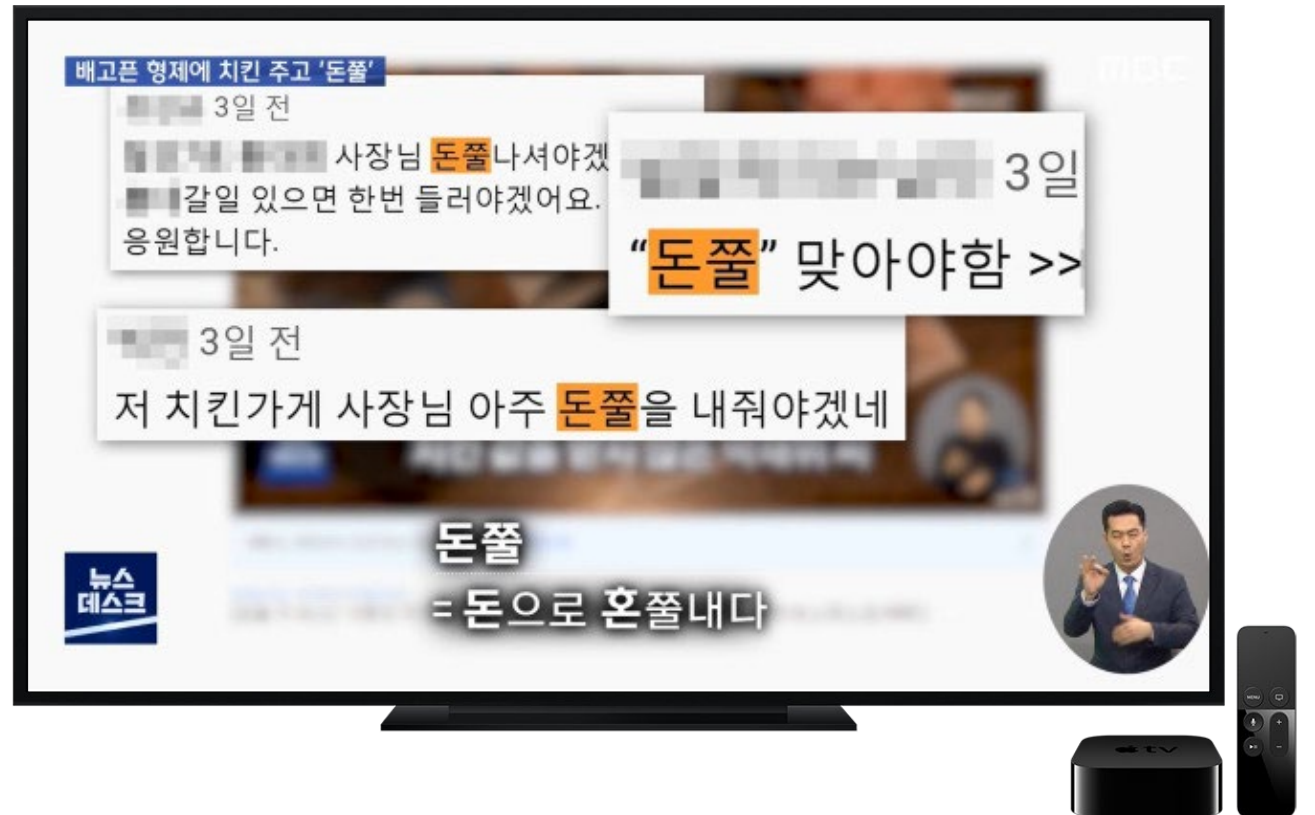 배고픈 형제에 치킨 주고 '돈쭐'
MBC
3일 전
사장님 돈쭐나셔야겠
갈일 있으면 한번 들러야겠어요.
응원합니다.
3일
“돈쭐” 맞아야함 >>
3일 전
저 치킨가게 사장님 아주 돈쭐을 내줘야겠네
돈쭐
= 돈으로 혼쭐내다
뉴스
데스크
tv
MENU